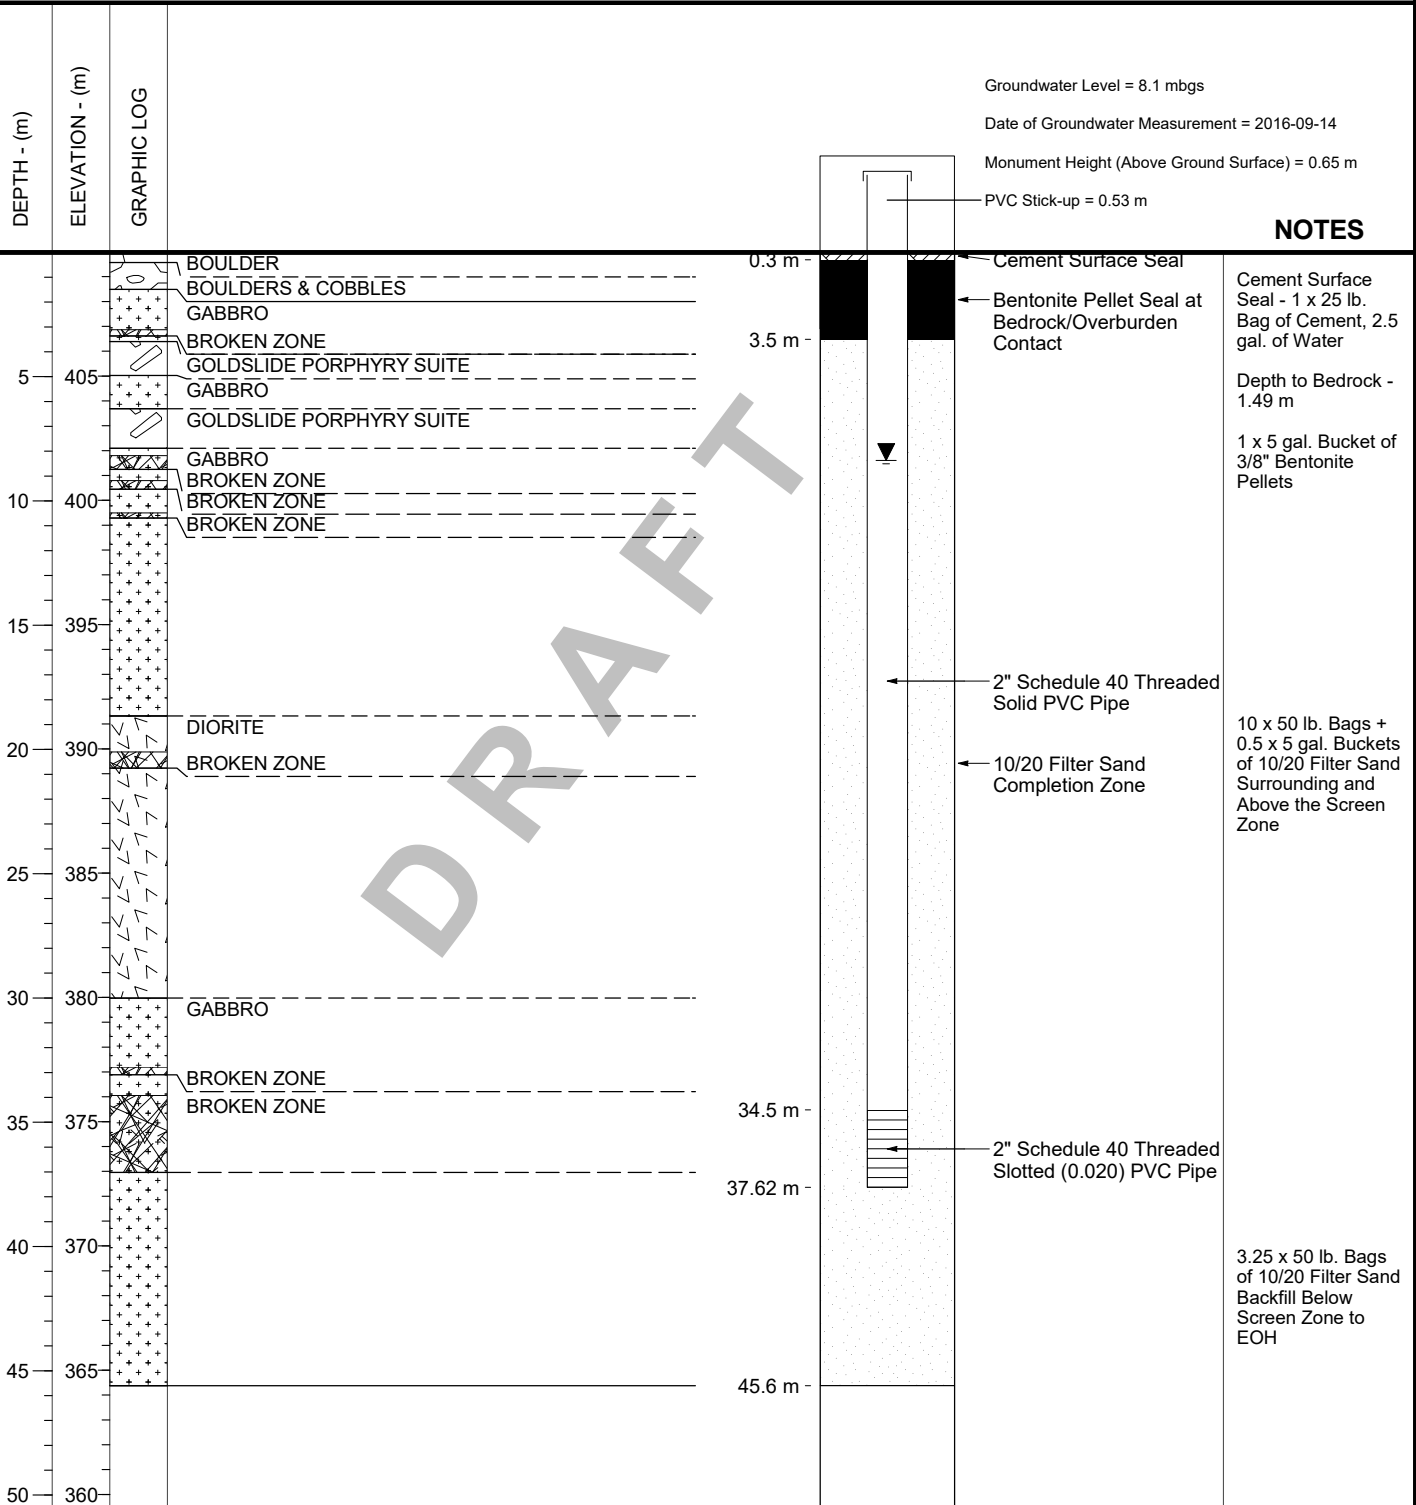 DEPTH - (m)
ELEVATION - (m)
GRAPHIC LOG
Groundwater Level = 8.1 mbgs
Date of Groundwater Measurement = 2016-09-14
Monument Height (Above Ground Surface) = 0.65 m
PVC Stick-up = 0.53 m
NOTES
BOULDER
BOULDERS & COBBLES
GABBRO
BROKEN ZONE
GOLDSLIDE PORPHYRY SUITE
GABBRO
GOLDSLIDE PORPHYRY SUITE
GABBRO
BROKEN ZONE
BROKEN ZONE
BROKEN ZONE
DIORITE
BROKEN ZONE
GABBRO
BROKEN ZONE
BROKEN ZONE
5
10
15
20
25
30
35
40
45
50
405
400
395
390
385
380
375
370
365
360
DRAFT
0.3 m
3.5 m
34.5 m
37.62 m
45.6 m
Cement Surface Seal
Bentonite Pellet Seal at
Bedrock/Overburden
Contact
2" Schedule 40 Threaded
Solid PVC Pipe
10/20 Filter Sand
Completion Zone
2" Schedule 40 Threaded
Slotted (0.020) PVC Pipe
Cement Surface
Seal - 1 x 25 lb.
Bag of Cement, 2.5
gal. of Water
Depth to Bedrock -
1.49 m
1 x 5 gal. Bucket of
3/8" Bentonite
Pellets
10 x 50 lb. Bags +
0.5 x 5 gal. Buckets
of 10/20 Filter Sand
Surrounding and
Above the Screen
Zone
3.25 x 50 lb. Bags
of 10/20 Filter Sand
Backfill Below
Screen Zone to
EOH